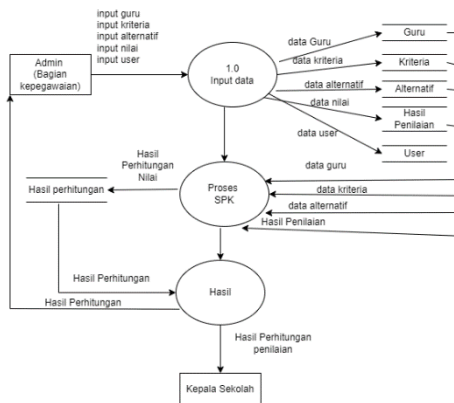 input guru
input kriteria
input alternatif
input nilai
input user
Admin
(Bagian
kepegawaian)
1.0
Input data
data Guru
data kriteria
data alternatif
data nilai
data user
Guru
Kriteria
Alternatif
Hasil
Penilaian
User
Hasil
Perhitungan
Nilai
Hasil perhitungan
Proses
SPK
data guru
data kriteria
data alternatif
Hasil Penilaian
Hasil Perhitungan
Hasil Perhitungan
Hasil
Hasil Perhitungan
penilaian
Kepala Sekolah